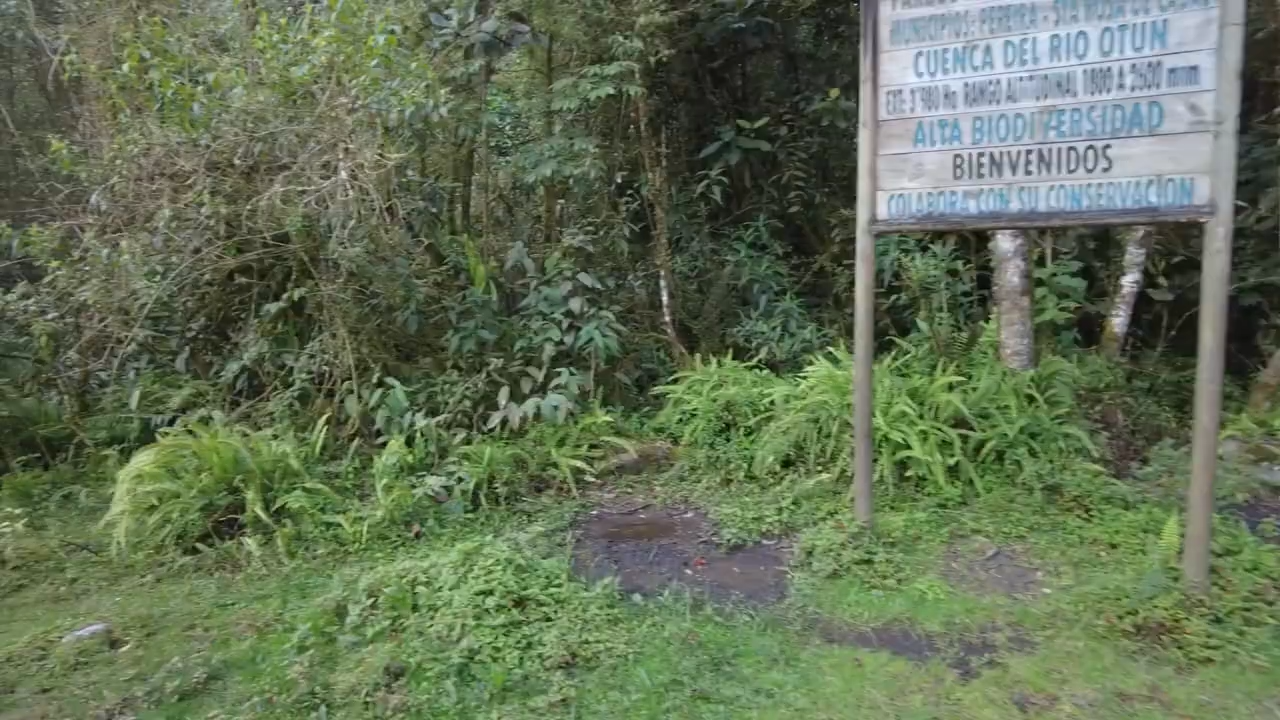 MUNICIPIOS: PEREIRA - STA ROSA DE CABAL
CUENCA DEL RIO OTUN
EXT: 3'980 Ha RANGO ALTITUDINAL 1800 A 2600 msnm
ALTA BIODIVERSIDAD
BIENVENIDOS
COLABORA CON SU CONSERVACION